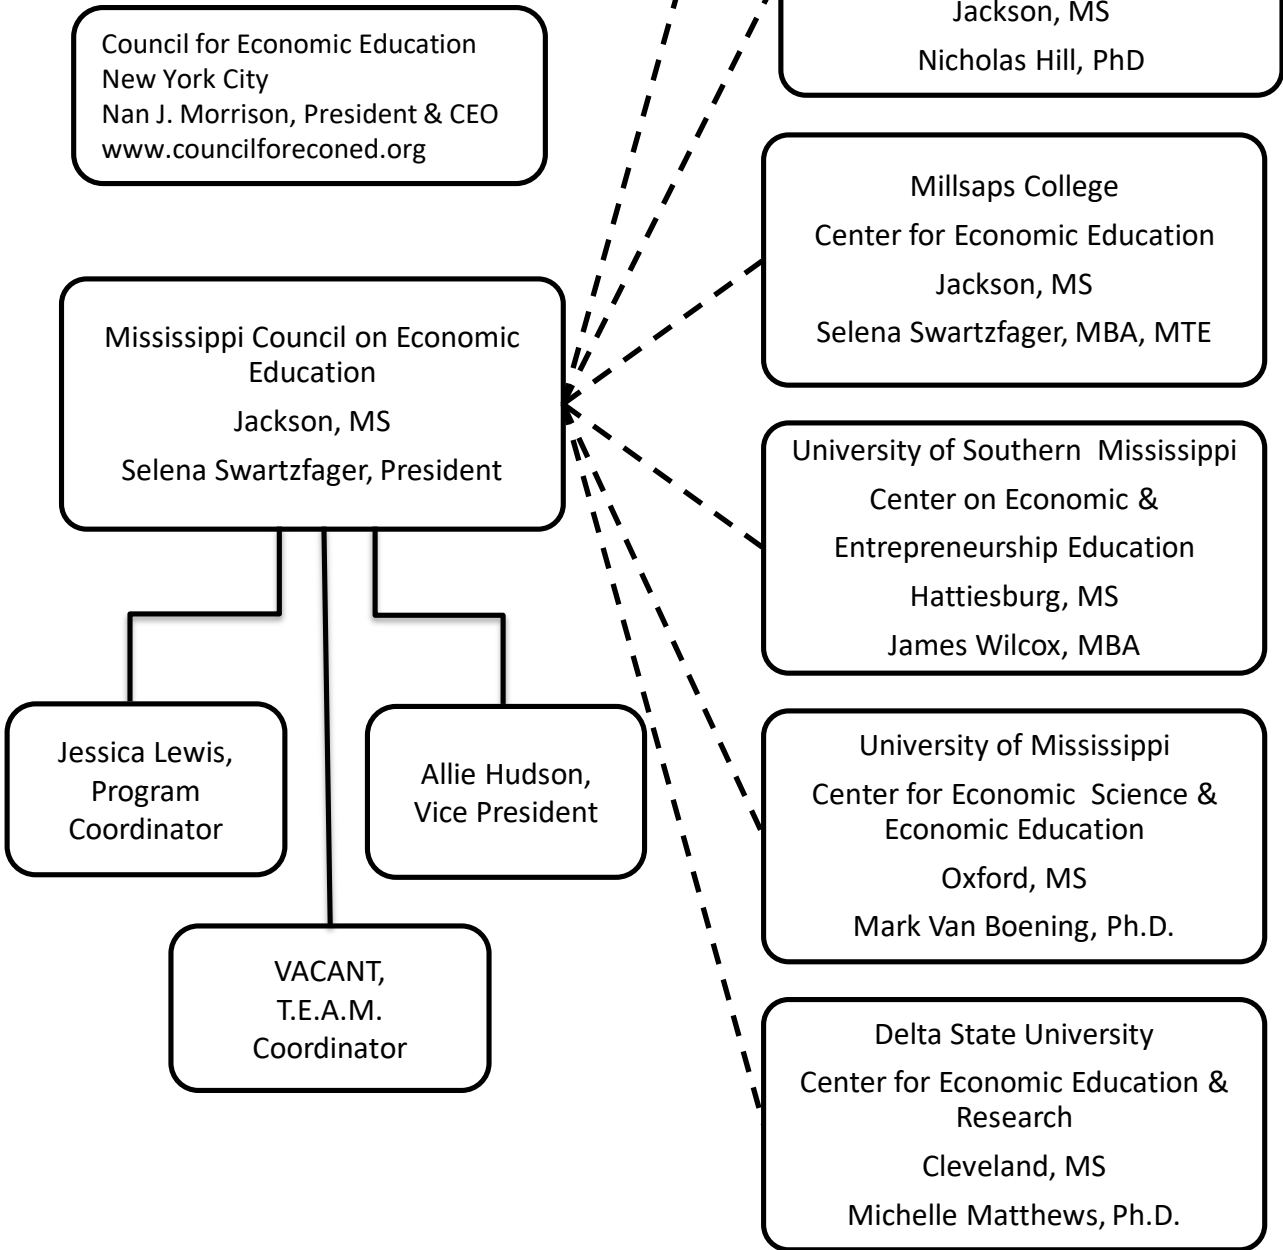 Council for Economic Education
New York City
Nan J. Morrison, President & CEO
www.councilforeconed.org
Mississippi Council on Economic
Education
Jackson, MS
Selena Swartzfager, President
Jessica Lewis,
Program
Coordinator
Allie Hudson,
Vice President
VACANT,
T.E.A.M.
Coordinator
Jackson, MS
Nicholas Hill, PhD
Millsaps College
Center for Economic Education
Jackson, MS
Selena Swartzfager, MBA, MTE
University of Southern  Mississippi
Center on Economic &
Entrepreneurship Education
Hattiesburg, MS
James Wilcox, MBA
University of Mississippi
Center for Economic  Science &
Economic Education
Oxford, MS
Mark Van Boening, Ph.D.
Delta State University
Center for Economic Education &
Research
Cleveland, MS
Michelle Matthews, Ph.D.